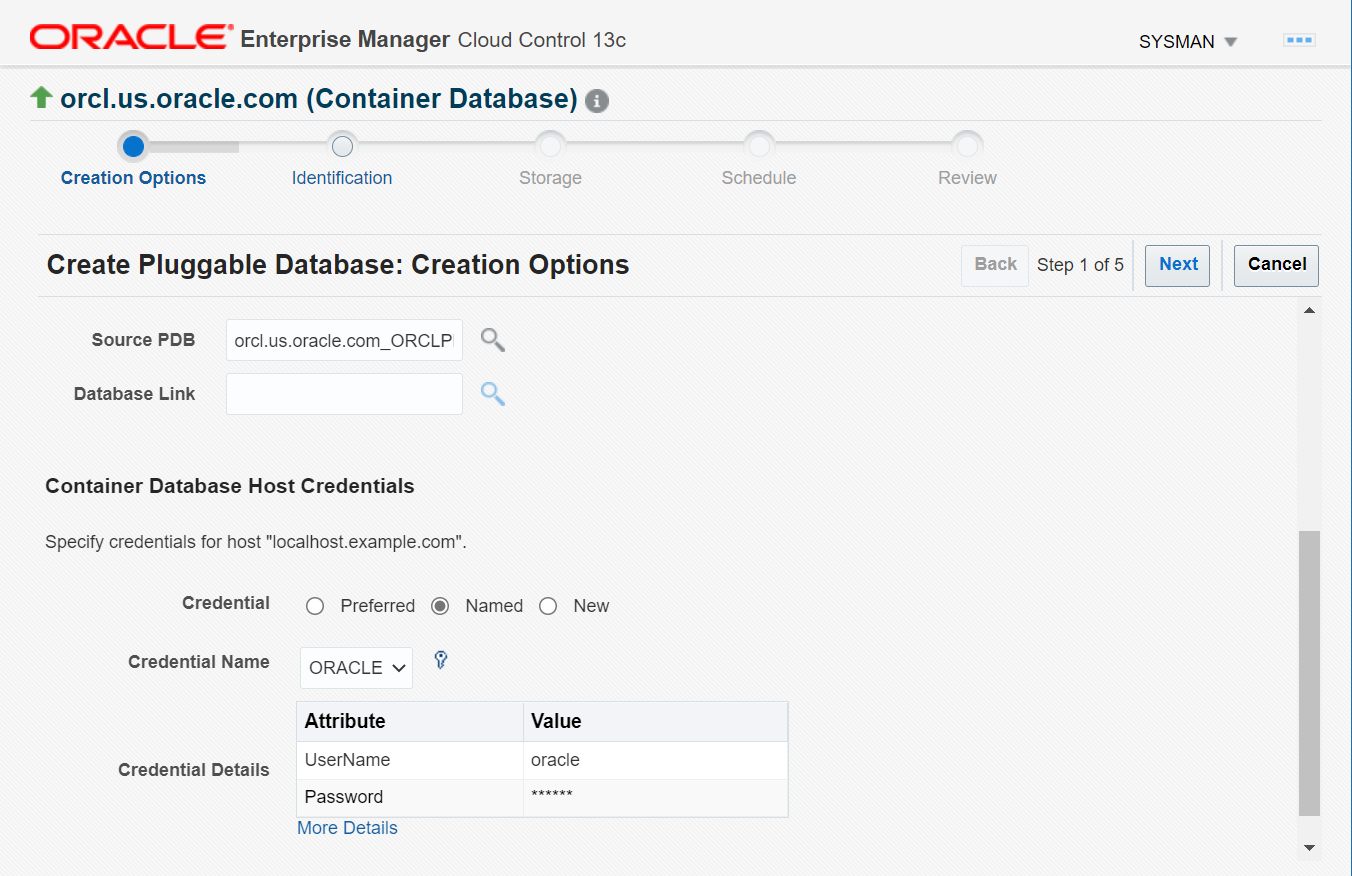 ORACLE® Enterprise Manager Cloud Control 13c
SYSMAN
orcl.us.oracle.com (Container Database)
Creation Options
Identification
Storage
Schedule
Review
Create Pluggable Database: Creation Options
Back
Step 1 of 5
Next
Cancel
Source PDB
orcl.us.oracle.com_ORCLP
Database Link
Container Database Host Credentials
Specify credentials for host "localhost.example.com".
Credential
Preferred
Named
New
Credential Name
ORACLE
Credential Details
Attribute Value
UserName oracle
Password ******
More Details